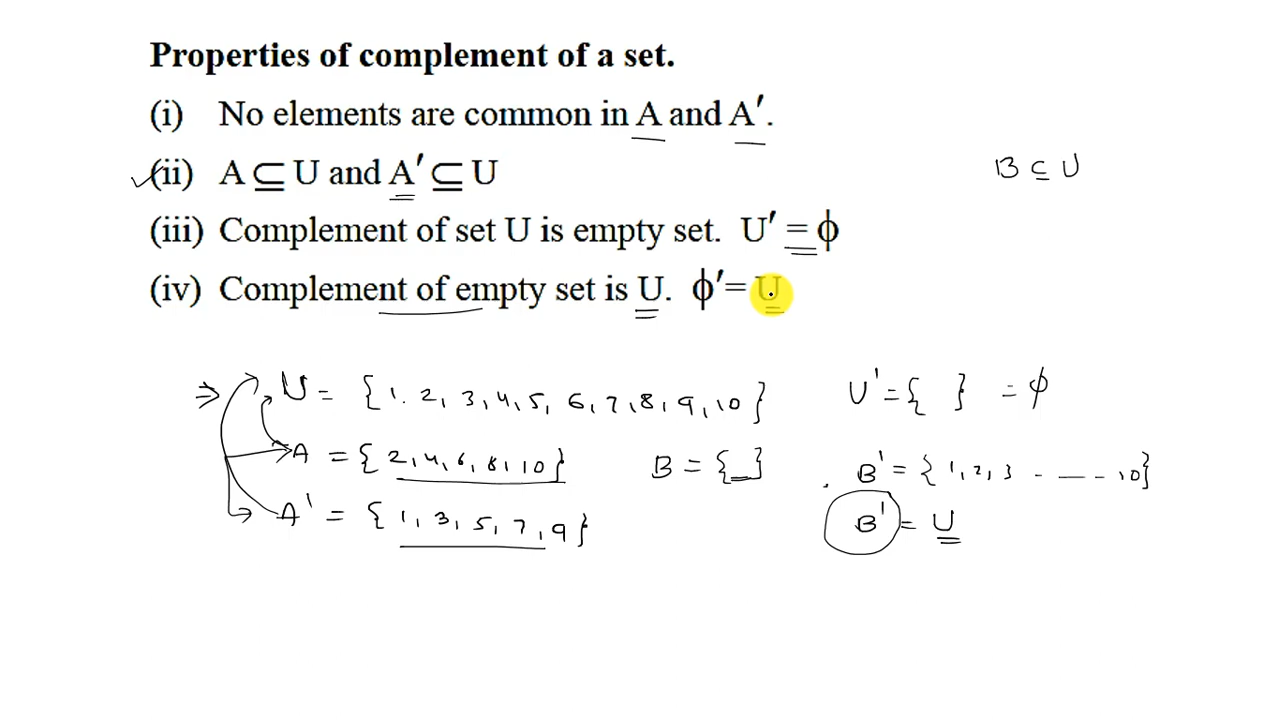 Properties of complement of a set.
(i) No elements are common in A and A′.
(ii) A ⊆ U and A′ ⊆ U
B ⊆ U
(iii) Complement of set U is empty set. U′ = ϕ
(iv) Complement of empty set is U. ϕ′= U
⇒ U = { 1. 2, 3, 4, 5, 6, 7, 8, 9, 10 }
U' = { } = ϕ
A = { 2, 4, 6, 8, 10 }
B = { _ }
B' = { 1, 2, 3 - — - - 10 }
A' = { 1, 3, 5, 7, 9 }
B' = U